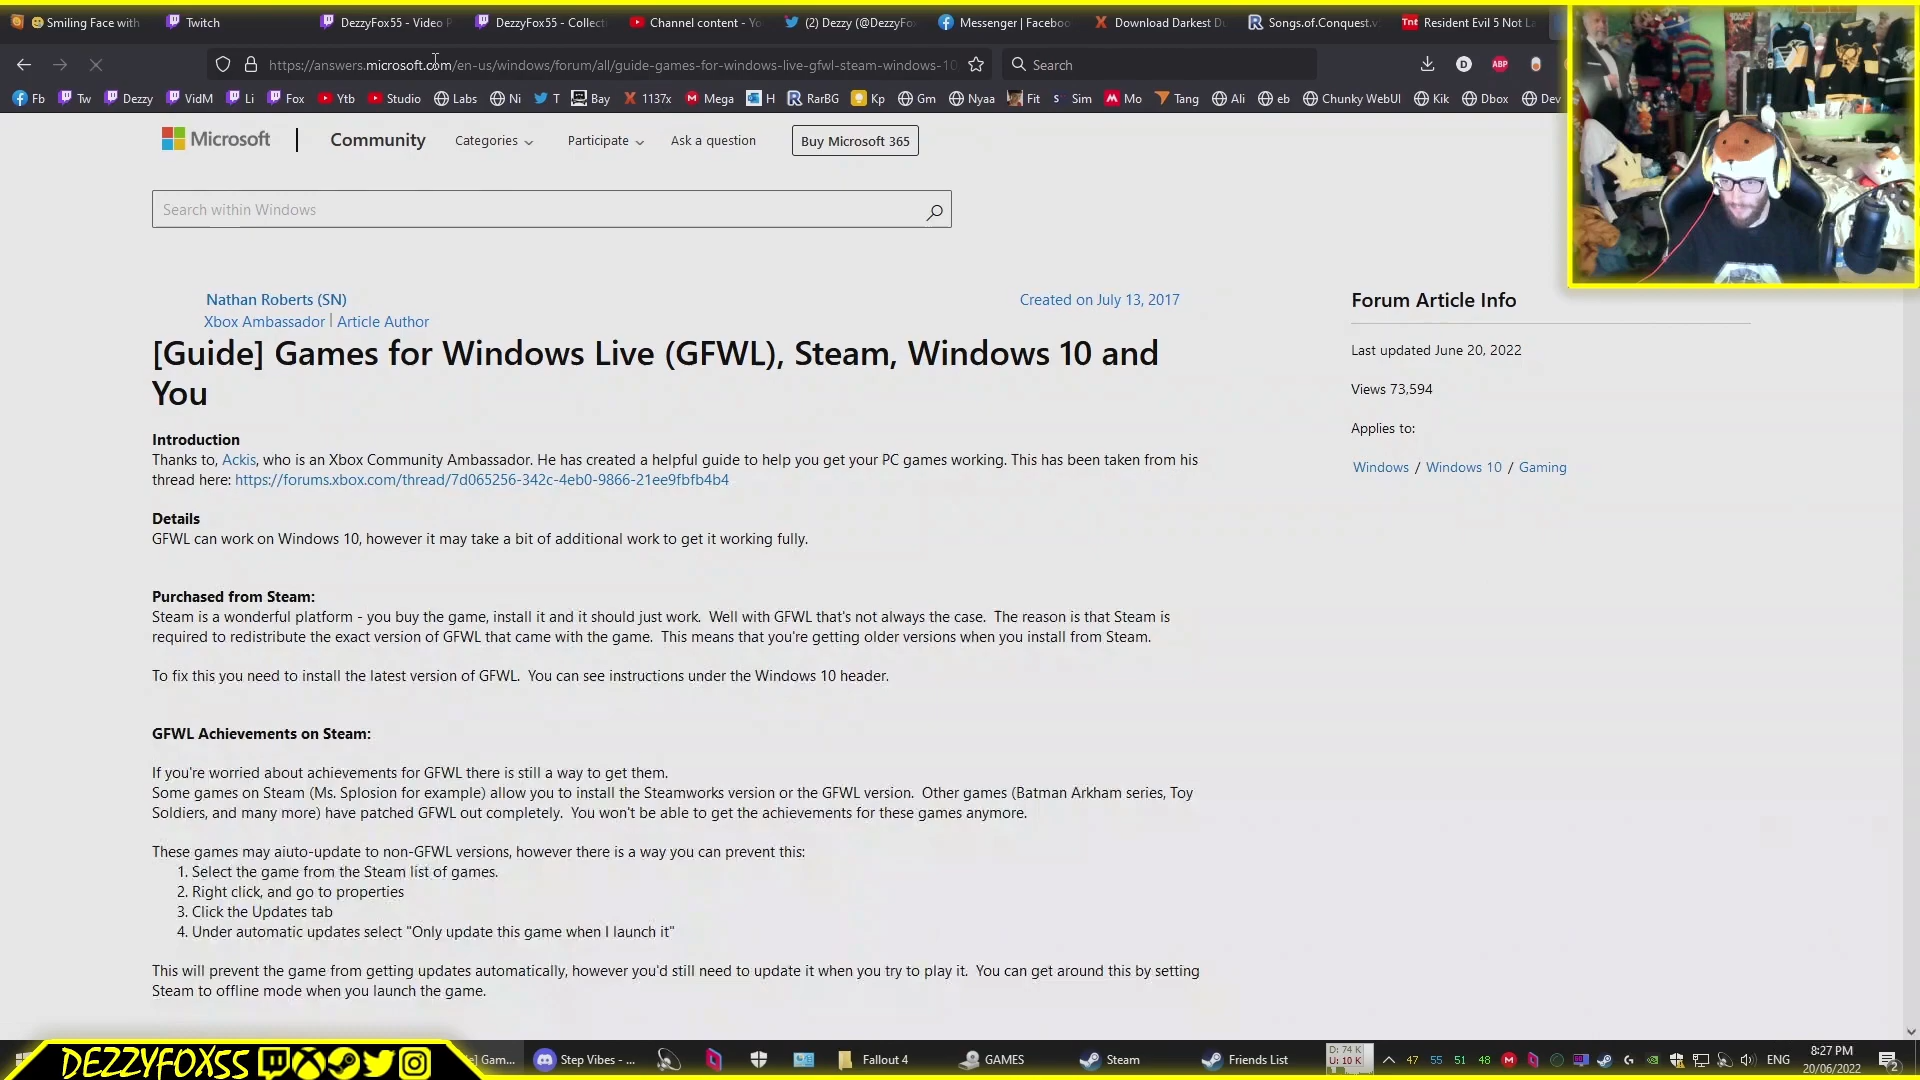 Smiling Face with
Twitch
DezzyFox55 - Video P
DezzyFox55 - Collecti
Channel content - Yo
(2) Dezzy (@DezzyFo
Messenger | Faceboo
Download Darkest Du
Songs.of.Conquest.v
Resident Evil 5 Not La
https://answers.microsoft.com/en-us/windows/forum/all/guide-games-for-windows-live-gfwl-steam-windows-10
Search
Fb Tw Dezzy VidM Li Fox Ytb Studio Labs Ni T Bay 1137x Mega H RarBG Kp Gm Nyaa Fit Sim Mo Tang Ali eb Chunky WebUI Kik Dbox Dev
Microsoft Community Categories Participate Ask a question Buy Microsoft 365
Search within Windows
Nathan Roberts (SN) Created on July 13, 2017
Xbox Ambassador | Article Author
[Guide] Games for Windows Live (GFWL), Steam, Windows 10 and
You
Introduction
Thanks to, Ackis, who is an Xbox Community Ambassador. He has created a helpful guide to help you get your PC games working. This has been taken from his
thread here: https://forums.xbox.com/thread/7d065256-342c-4eb0-9866-21ee9fbfb4b4
Details
GFWL can work on Windows 10, however it may take a bit of additional work to get it working fully.
Purchased from Steam:
Steam is a wonderful platform - you buy the game, install it and it should just work. Well with GFWL that's not always the case. The reason is that Steam is
required to redistribute the exact version of GFWL that came with the game. This means that you're getting older versions when you install from Steam.
To fix this you need to install the latest version of GFWL. You can see instructions under the Windows 10 header.
GFWL Achievements on Steam:
If you're worried about achievements for GFWL there is still a way to get them.
Some games on Steam (Ms. Splosion for example) allow you to install the Steamworks version or the GFWL version. Other games (Batman Arkham series, Toy
Soldiers, and many more) have patched GFWL out completely. You won't be able to get the achievements for these games anymore.
These games may aiuto-update to non-GFWL versions, however there is a way you can prevent this:
1. Select the game from the Steam list of games.
2. Right click, and go to properties
3. Click the Updates tab
4. Under automatic updates select "Only update this game when I launch it"
This will prevent the game from getting updates automatically, however you'd still need to update it when you try to play it. You can get around this by setting
Steam to offline mode when you launch the game.
Forum Article Info
Last updated June 20, 2022
Views 73,594
Applies to:
Windows / Windows 10 / Gaming
DEZZYFOX55
Gam...
Step Vibes - ...
Fallout 4
GAMES
Steam
Friends List
D: 74 K
U: 10 K
47 55 51 48
ENG
8:27 PM
20/06/2022
2